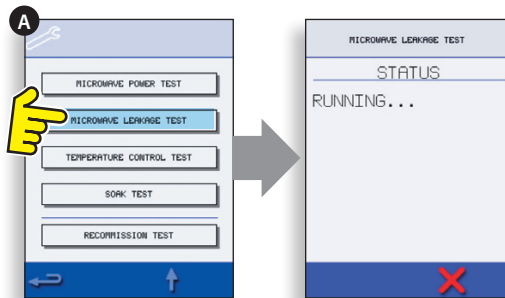 A
MICROWAVE POWER TEST
MICROWAVE LEAKAGE TEST
TEMPERATURE CONTROL TEST
SOAK TEST
RECOMMISSION TEST
MICROWAVE LEAKAGE TEST
STATUS
RUNNING...